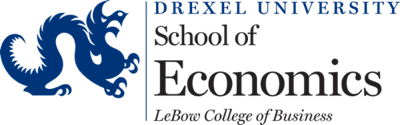 DREXEL UNIVERSITY
School of
Economics
LeBow College of Business